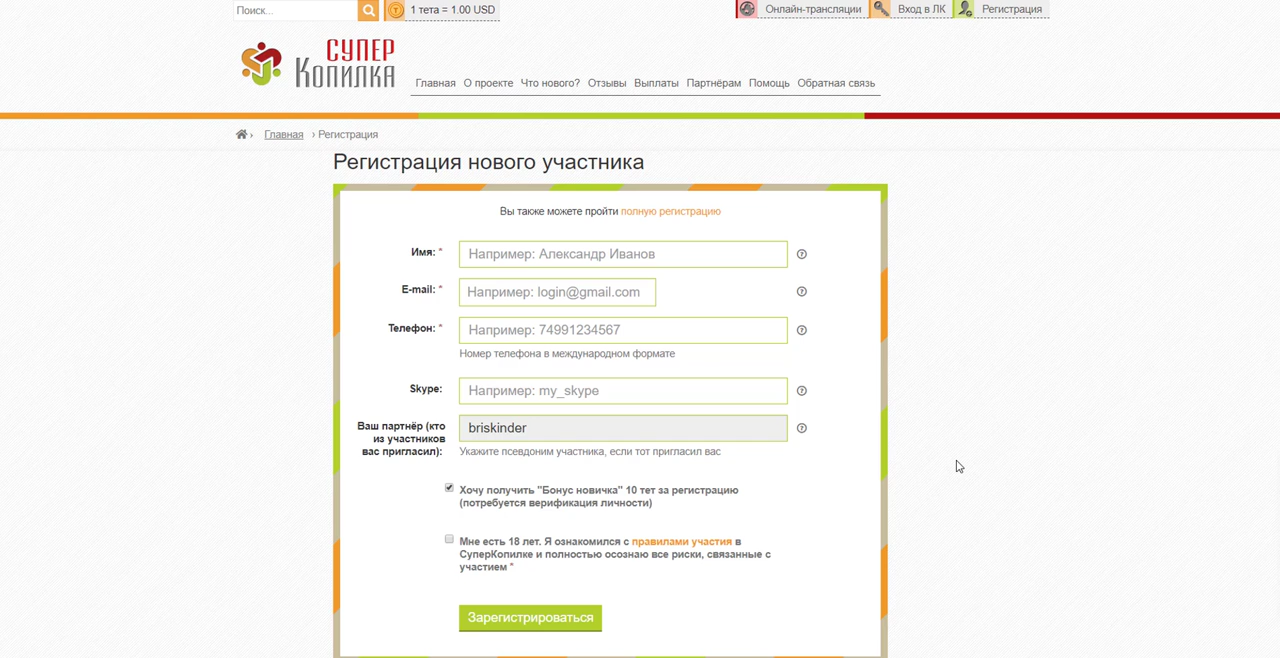 Поиск...
1 тета = 1.00 USD
Онлайн-трансляции
Вход в ЛК
Регистрация
СУПЕР
КОПИЛКА
Главная О проекте Что нового? Отзывы Выплаты Партнёрам Помощь Обратная связь
› Главная › Регистрация
Регистрация нового участника
Вы также можете пройти полную регистрацию
Имя: * Например: Александр Иванов
E-mail: * Например: login@gmail.com
Телефон: * Например: 74991234567
Номер телефона в международном формате
Skype: Например: my_skype
Ваш партнёр (кто
из участников
вас пригласил):
briskinder
Укажите псевдоним участника, если тот пригласил вас
Хочу получить "Бонус новичка" 10 тет за регистрацию
(потребуется верификация личности)
Мне есть 18 лет. Я ознакомился с правилами участия в
СуперКопилке и полностью осознаю все риски, связанные с
участием *
Зарегистрироваться